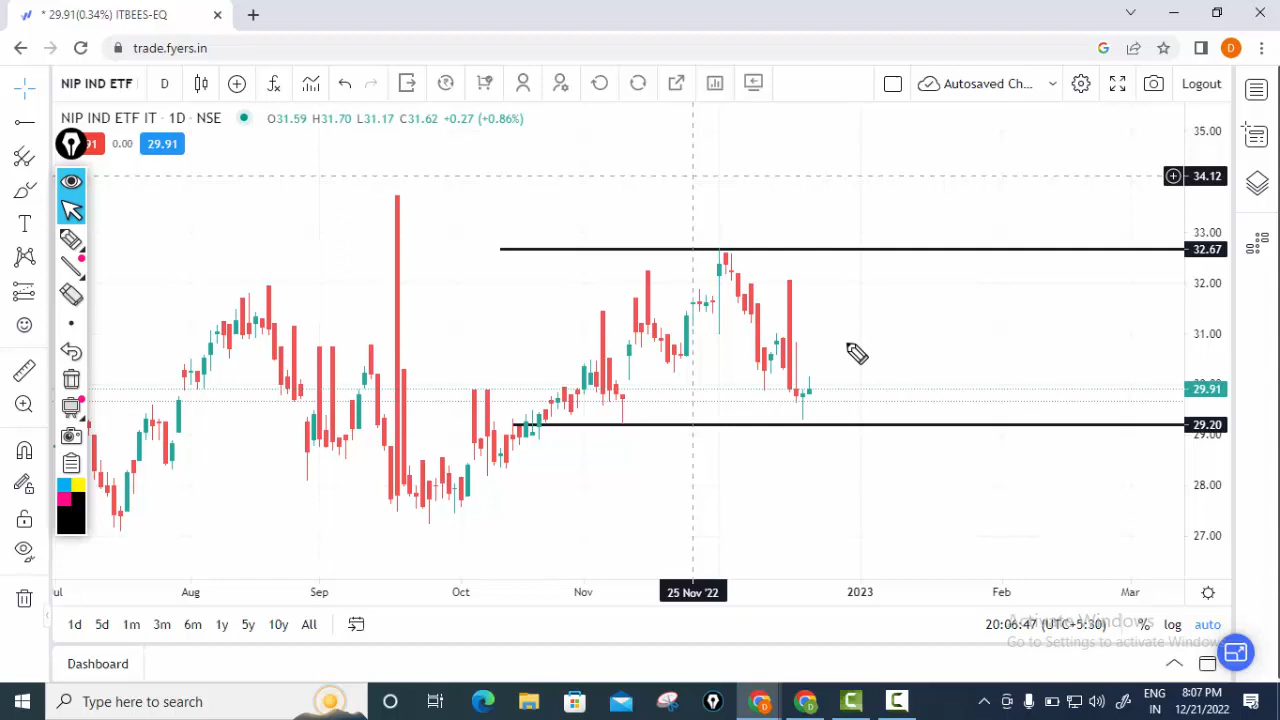 * 29.91(0.34%) ITBEES-EQ
trade.fyers.in
D
NIP IND ETF D Autosaved Ch... Logout
NIP IND ETF IT · 1D · NSE O31.59 H31.70 L31.17 C31.62 +0.27 (+0.86%)
91 0.00 29.91
35.00
34.12
33.00
32.67
32.00
31.00
29.91
29.20
29.00
28.00
27.00
Aug Sep Oct Nov 25 Nov '22 2023 Feb Mar
1d 5d 1m 3m 6m 1y 5y 10y All 20:06:47 (UTC+5:30) % log auto
Activate Windows
Go to Settings to activate Windows
Dashboard
Type here to search
ENG
IN
8:07 PM
12/21/2022